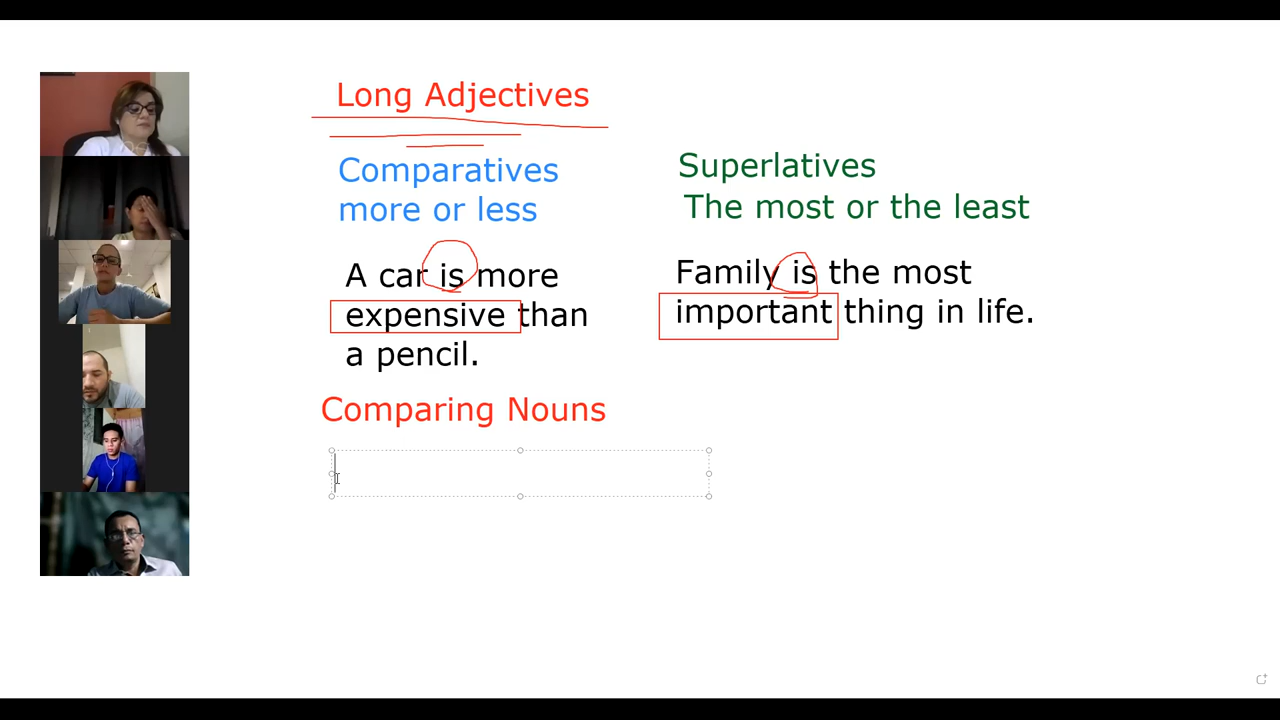 Long Adjectives
Comparatives
more or less
A car is more
expensive than
a pencil.
Superlatives
The most or the least
Family is the most
important thing in life.
Comparing Nouns